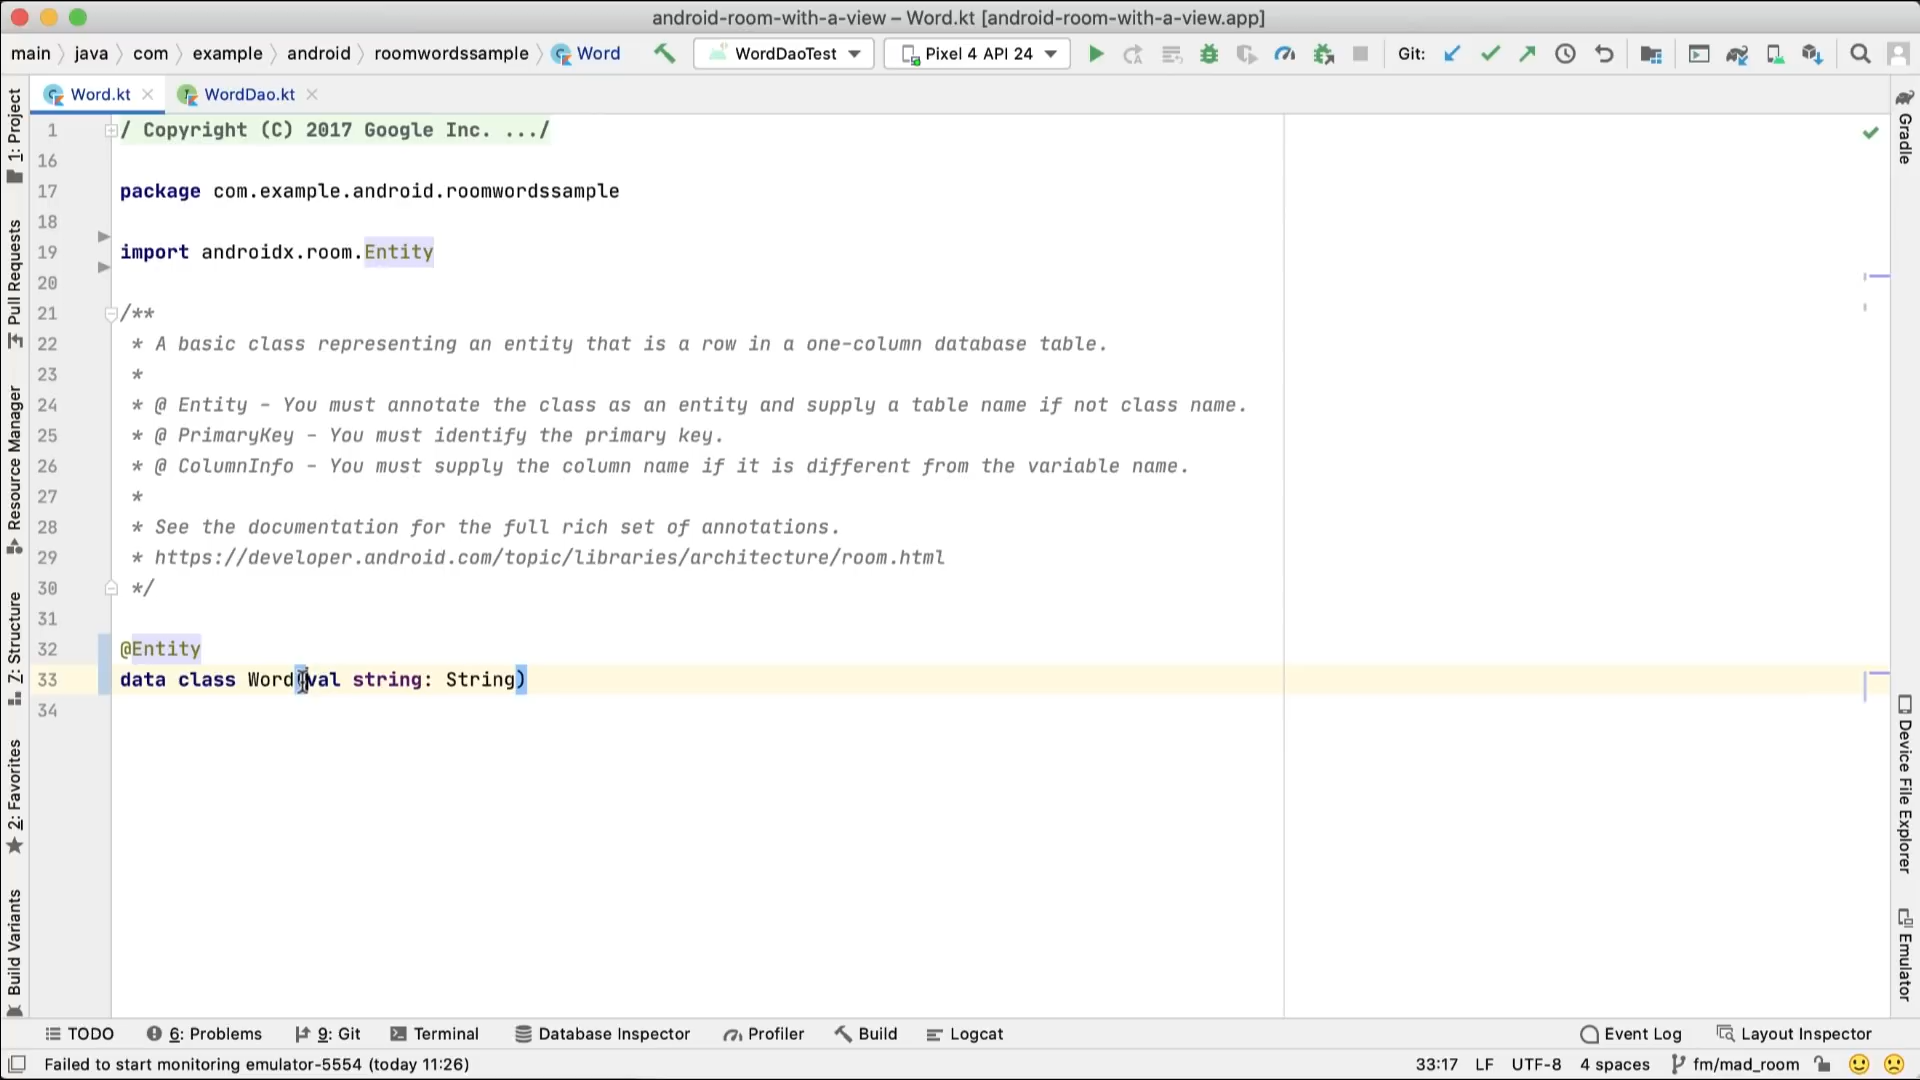 android-room-with-a-view – Word.kt [android-room-with-a-view.app]
main java com example android roomwordssample Word WordDaoTest Pixel 4 API 24 Git:
Word.kt WordDao.kt
1 / Copyright (C) 2017 Google Inc. .../
16
17 package com.example.android.roomwordssample
18
19 import androidx.room.Entity
20
21 /**
22 * A basic class representing an entity that is a row in a one-column database table.
23 *
24 * @ Entity - You must annotate the class as an entity and supply a table name if not class name.
25 * @ PrimaryKey - You must identify the primary key.
26 * @ ColumnInfo - You must supply the column name if it is different from the variable name.
27 *
28 * See the documentation for the full rich set of annotations.
29 * https://developer.android.com/topic/libraries/architecture/room.html
30 */
31
32 @Entity
33 data class Word(val string: String)
34
1: Project
Pull Requests
Resource Manager
7: Structure
2: Favorites
Build Variants
Gradle
Device File Explorer
Emulator
TODO 6: Problems 9: Git Terminal Database Inspector Profiler Build Logcat Event Log Layout Inspector
Failed to start monitoring emulator-5554 (today 11:26) 33:17 LF UTF-8 4 spaces fm/mad_room